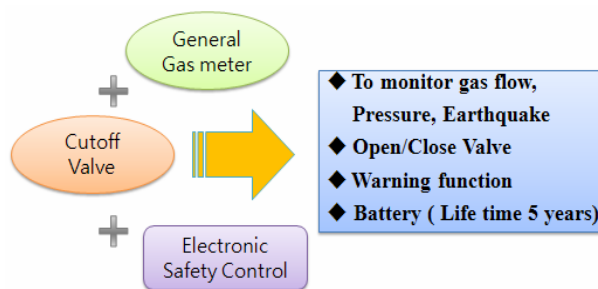 General
Gas meter
Cutoff
Valve
Electronic
Safety Control
◆ To monitor gas flow,
Pressure, Earthquake
◆ Open/Close Valve
◆ Warning function
◆ Battery ( Life time 5 years)